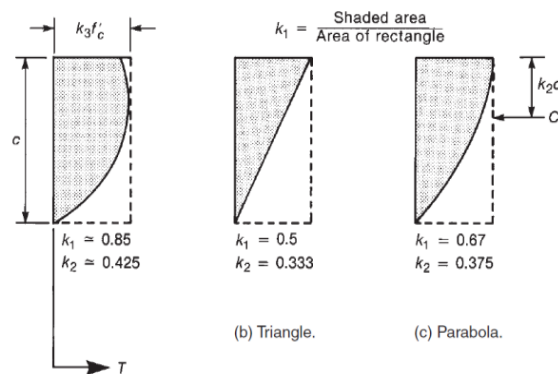 k₃f′c
k₁ = Shaded area
Area of rectangle
c
C
k₁ ≃ 0.85
k₂ ≃ 0.425
k₁ = 0.5
k₂ = 0.333
k₁ = 0.67
k₂ = 0.375
(b) Triangle.
(c) Parabola.
T